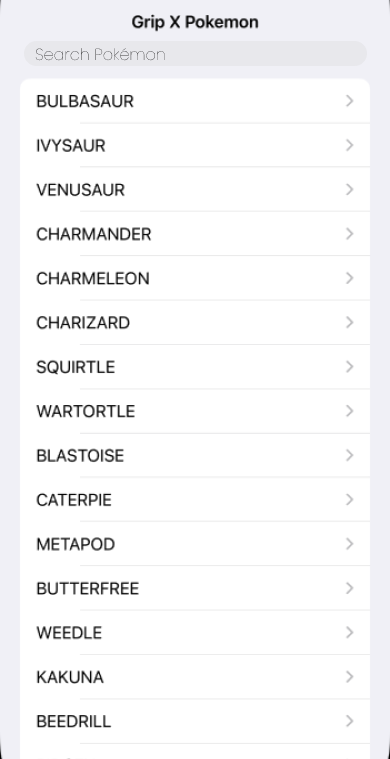 Grip X Pokemon
Search Pokémon
BULBASAUR
IVYSAUR
VENUSAUR
CHARMANDER
CHARMELEON
CHARIZARD
SQUIRTLE
WARTORTLE
BLASTOISE
CATERPIE
METAPOD
BUTTERFREE
WEEDLE
KAKUNA
BEEDRILL